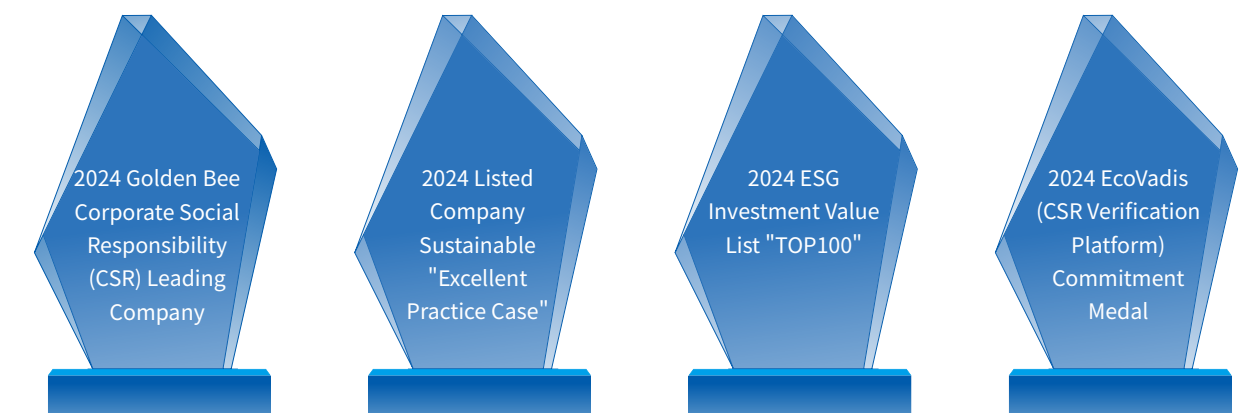 2024 Golden Bee
Corporate Social
Responsibility
(CSR) Leading
Company
2024 Listed
Company
Sustainable
"Excellent
Practice Case"
2024 ESG
Investment Value
List "TOP100"
2024 EcoVadis
(CSR Verification
Platform)
Commitment
Medal